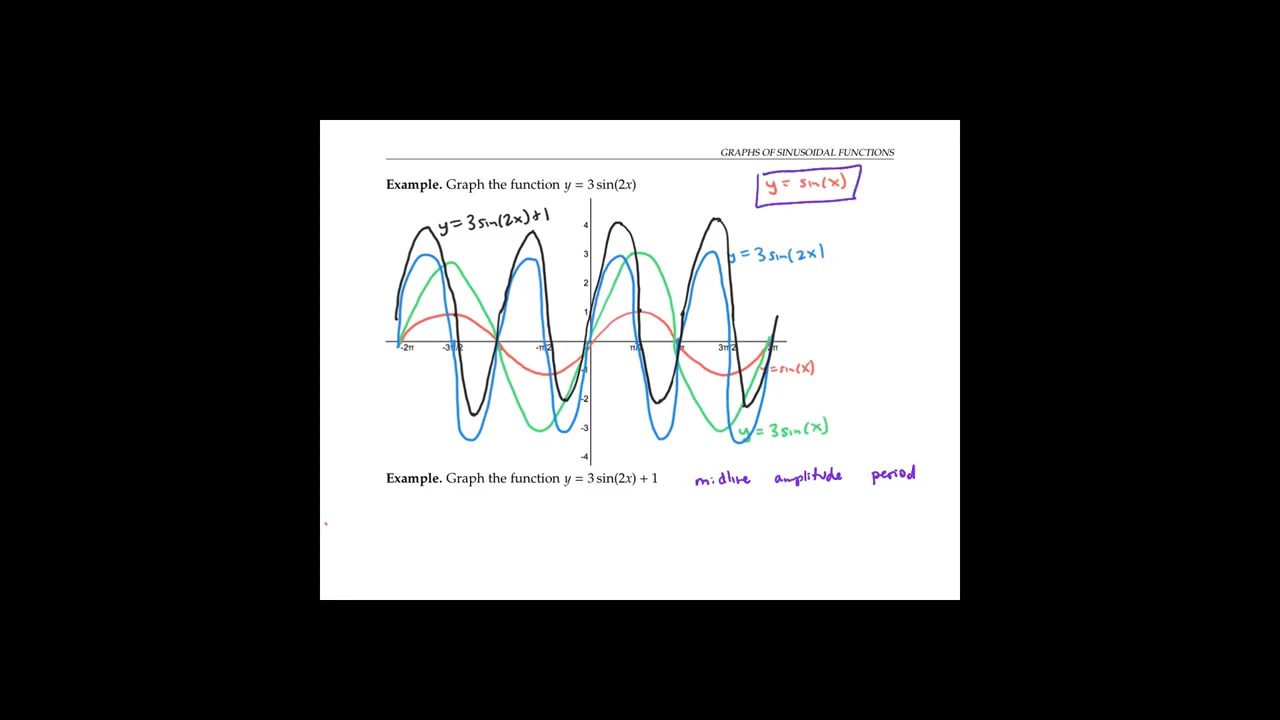 GRAPHS OF SINUSOIDAL FUNCTIONS
Example. Graph the function y = 3 sin(2x)
y = sin(x)
y = 3 sin(2x) + 1
4
3
y = 3 sin(2x)
2
1
-2π -3π/2 -π/2 π/2 π 3π/2 2π
-1
y = sin(x)
-2
-3
y = 3 sin(x)
-4
Example. Graph the function y = 3 sin(2x) + 1
midline amplitude period